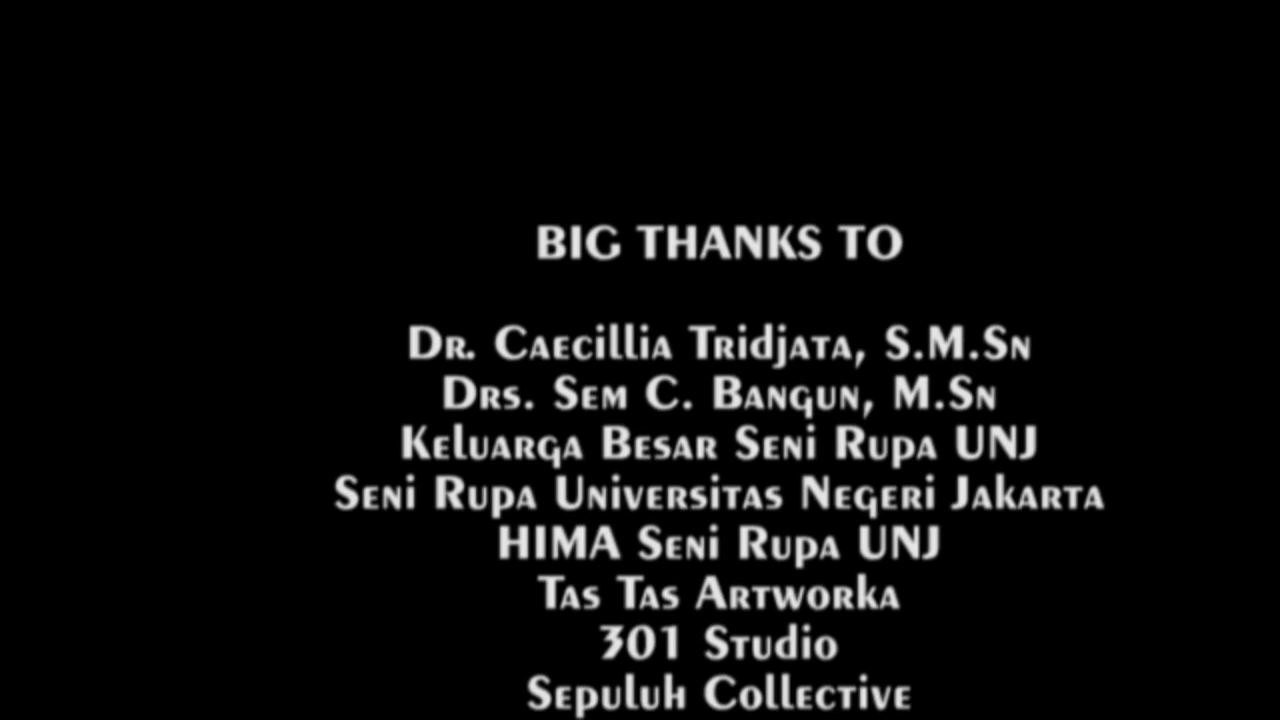 BIG THANKS TO
Dr. Caecillia Tridjata, S.M.Sn
Drs. Sem C. Bangun, M.Sn
Keluarga Besar Seni Rupa UNJ
Seni Rupa Universitas Negeri Jakarta
HIMA Seni Rupa UNJ
Tas Tas Artworka
301 Studio
Sepuluh Collective